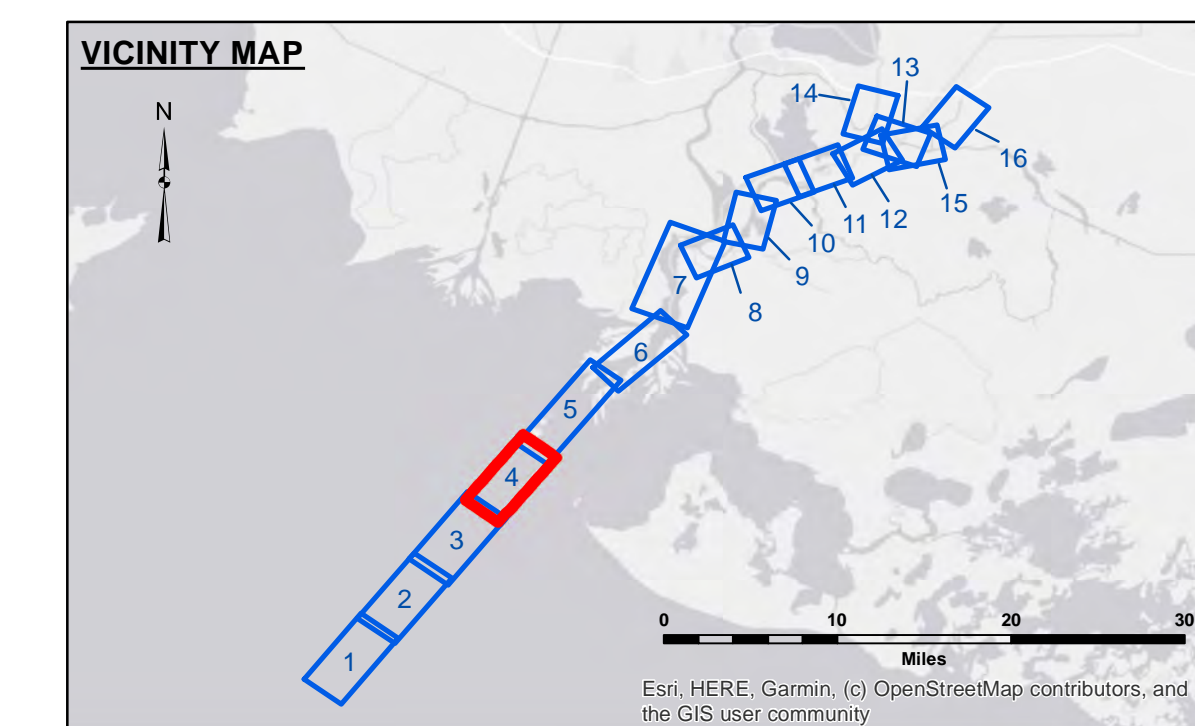 VICINITY MAP
N
13
14
16
15
12
11
10
9
7
8
6
5
4
3
2
1
0 10 20 30
Miles
Esri, HERE, Garmin, (c) OpenStreetMap contributors, and
the GIS user community